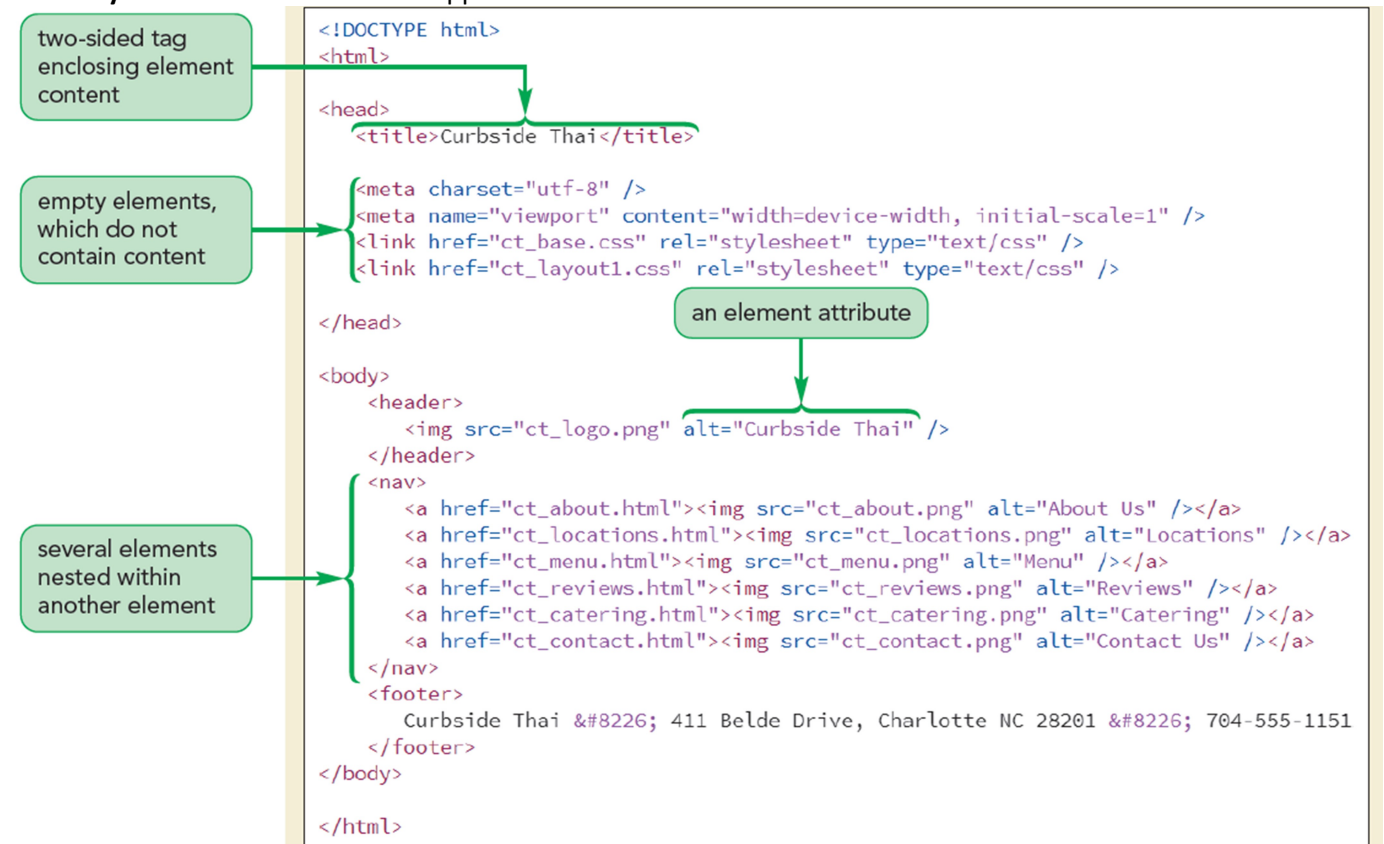 two-sided tag
enclosing element
content
<!DOCTYPE html>
<html>
<head>
<title>Curbside Thai</title>
empty elements,
which do not
contain content
<meta charset="utf-8" />
<meta name="viewport" content="width=device-width, initial-scale=1" />
<link href="ct_base.css" rel="stylesheet" type="text/css" />
<link href="ct_layout1.css" rel="stylesheet" type="text/css" />
an element attribute
</head>
<body>
<header>
<img src="ct_logo.png" alt="Curbside Thai" />
</header>
several elements
nested within
another element
<nav>
<a href="ct_about.html"><img src="ct_about.png" alt="About Us" /></a>
<a href="ct_locations.html"><img src="ct_locations.png" alt="Locations" /></a>
<a href="ct_menu.html"><img src="ct_menu.png" alt="Menu" /></a>
<a href="ct_reviews.html"><img src="ct_reviews.png" alt="Reviews" /></a>
<a href="ct_catering.html"><img src="ct_catering.png" alt="Catering" /></a>
<a href="ct_contact.html"><img src="ct_contact.png" alt="Contact Us" /></a>
</nav>
<footer>
Curbside Thai &#8226; 411 Belde Drive, Charlotte NC 28201 &#8226; 704-555-1151
</footer>
</body>
</html>